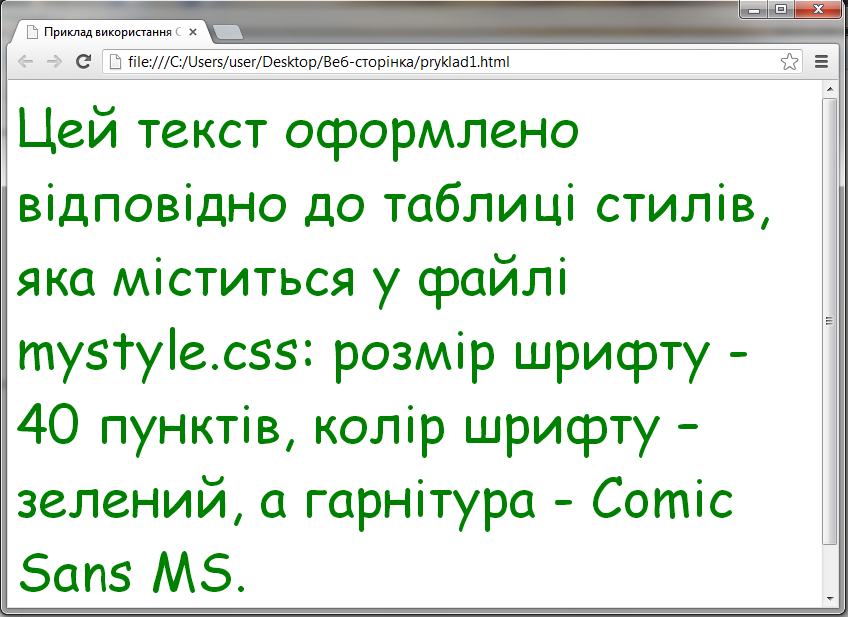 Приклад використання C
file:///C:/Users/user/Desktop/Веб-сторінка/pryklad1.html
Цей текст оформлено
відповідно до таблиці стилів,
яка міститься у файлі
mystyle.css: розмір шрифту -
40 пунктів, колір шрифту –
зелений, а гарнітура - Comic
Sans MS.